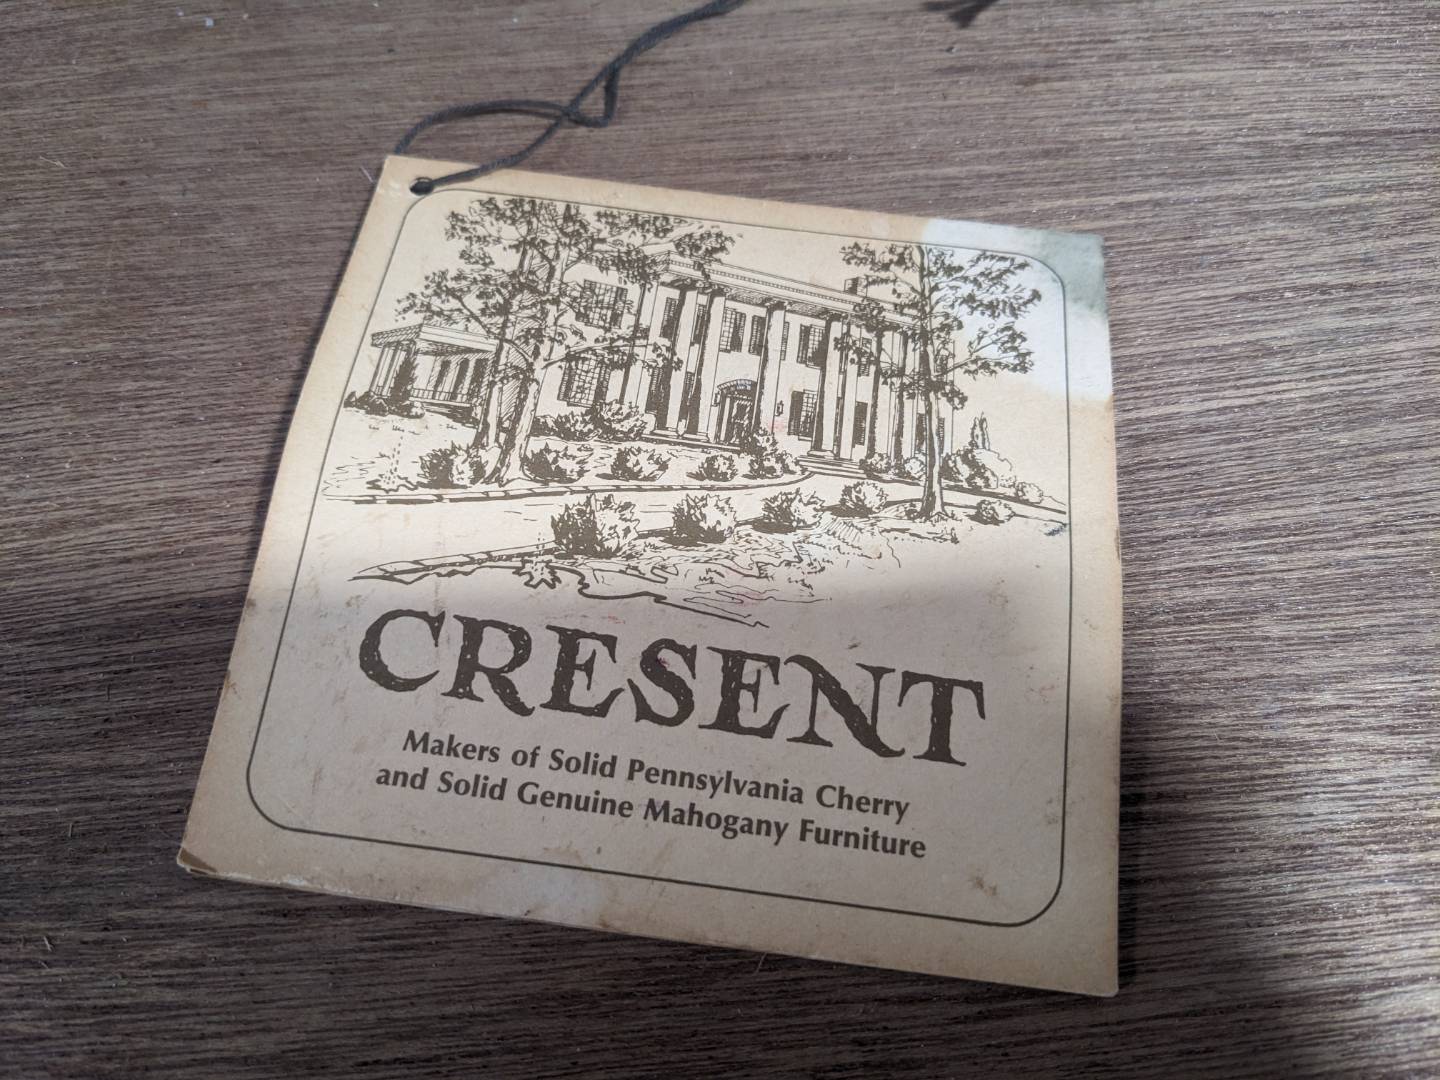 CRESENT
Makers of Solid Pennsylvania Cherry
and Solid Genuine Mahogany Furniture